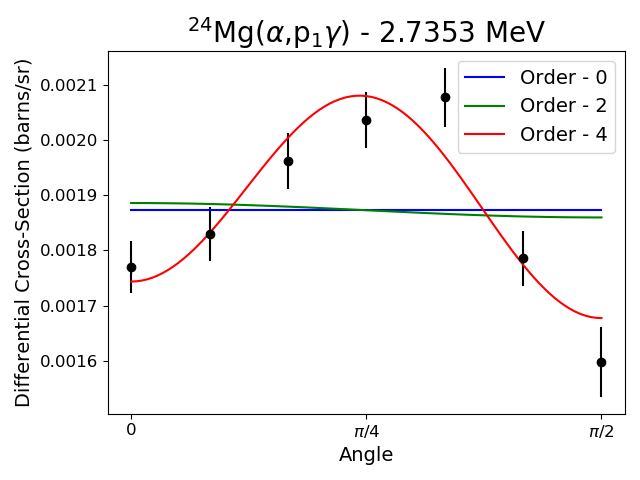 ²⁴Mg(α,p₁γ) - 2.7353 MeV
Differential Cross-Section (barns/sr)
0.0021
0.0020
0.0019
0.0018
0.0017
0.0016
Order - 0
Order - 2
Order - 4
0
π/4
π/2
Angle